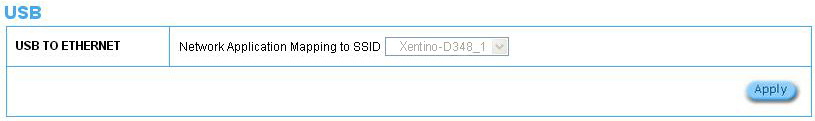 USB
USB TO ETHERNET
Network Application Mapping to SSID Xentino-D348_1
Apply